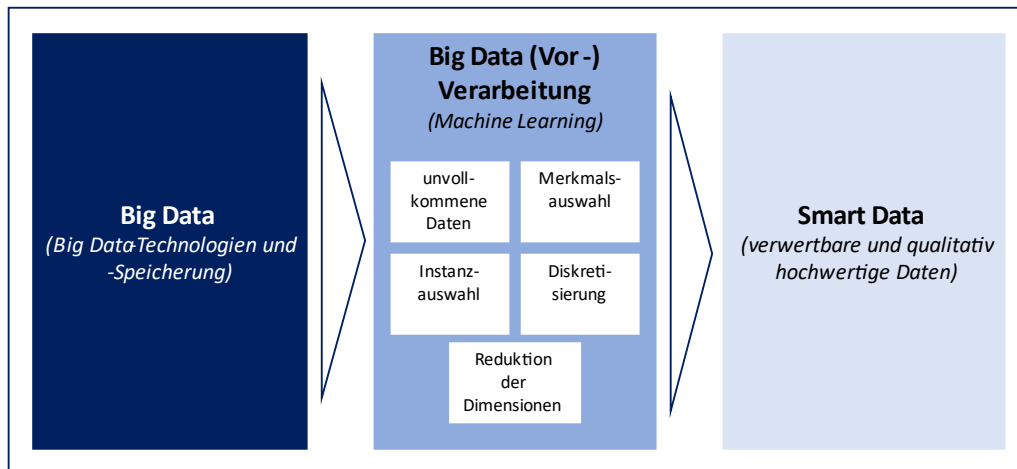 Big Data
(Big Data-Technologien und
-Speicherung)
Big Data (Vor -)
Verarbeitung
(Machine Learning)
unvoll-
kommene
Daten
Merkmals-
auswahl
Instanz-
auswahl
Diskreti-
sierung
Reduktion
der
Dimensionen
Smart Data
(verwertbare und qualitativ
hochwertige Daten)